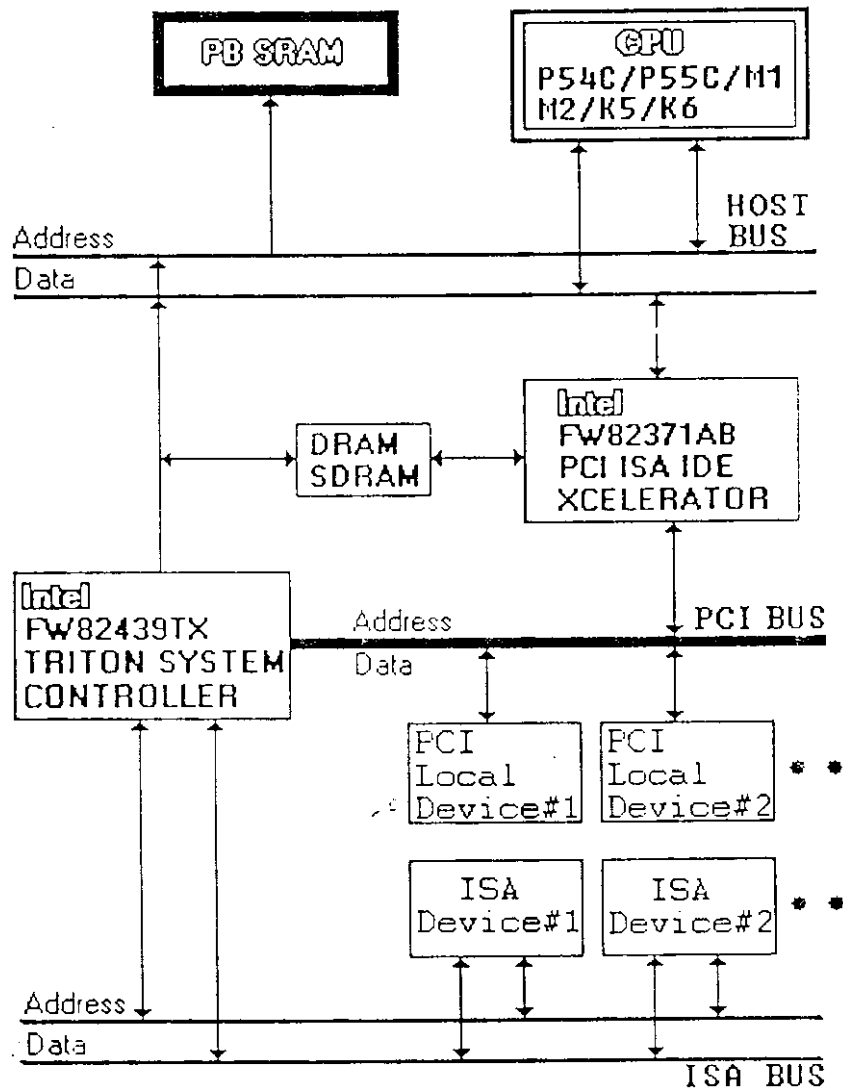 PB SRAM
CPU
P54C/P55C/M1
M2/K5/K6
HOST
BUS
Address
Data
Intel
FW82371AB
PCI ISA IDE
XCELERATOR
DRAM
SDRAM
Intel
FW82439TX
TRITON SYSTEM
CONTROLLER
Address
PCI BUS
Data
PCI
Local
Device#1
PCI
Local
Device#2
ISA
Device#1
ISA
Device#2
Address
Data
ISA BUS